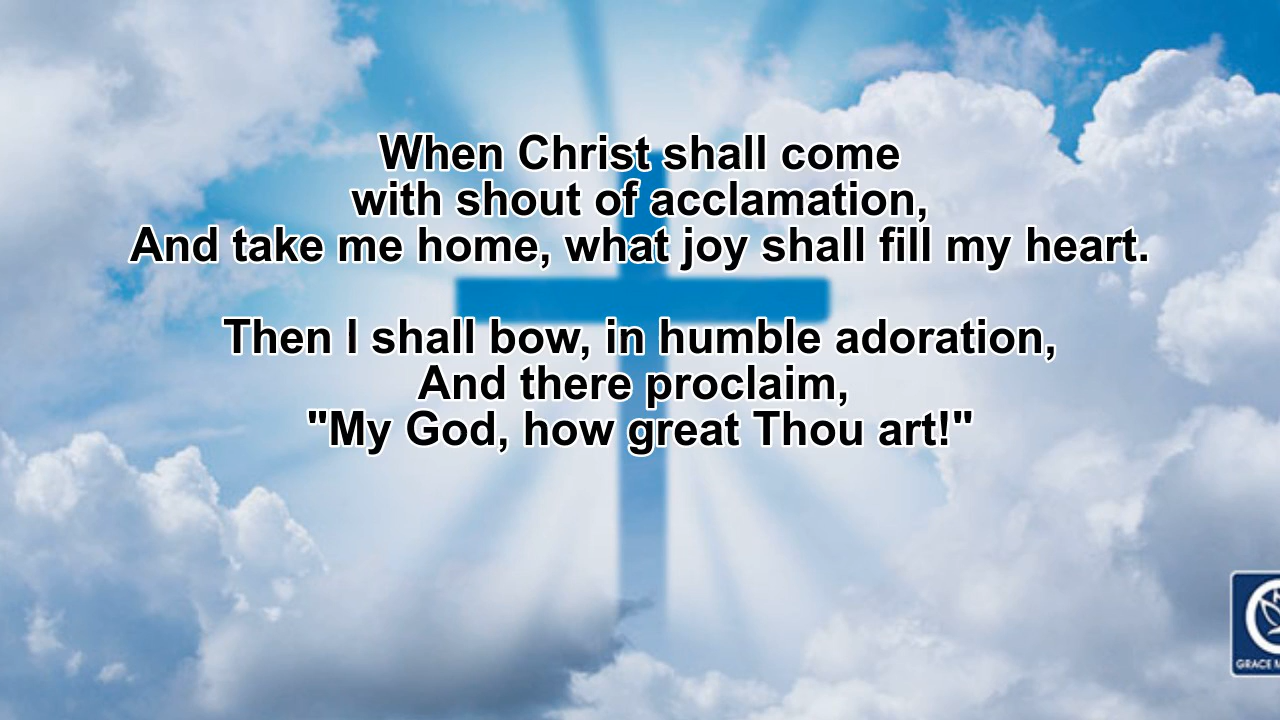 When Christ shall come
with shout of acclamation,
And take me home, what joy shall fill my heart.
Then I shall bow, in humble adoration,
And there proclaim,
"My God, how great Thou art!"
GRACE